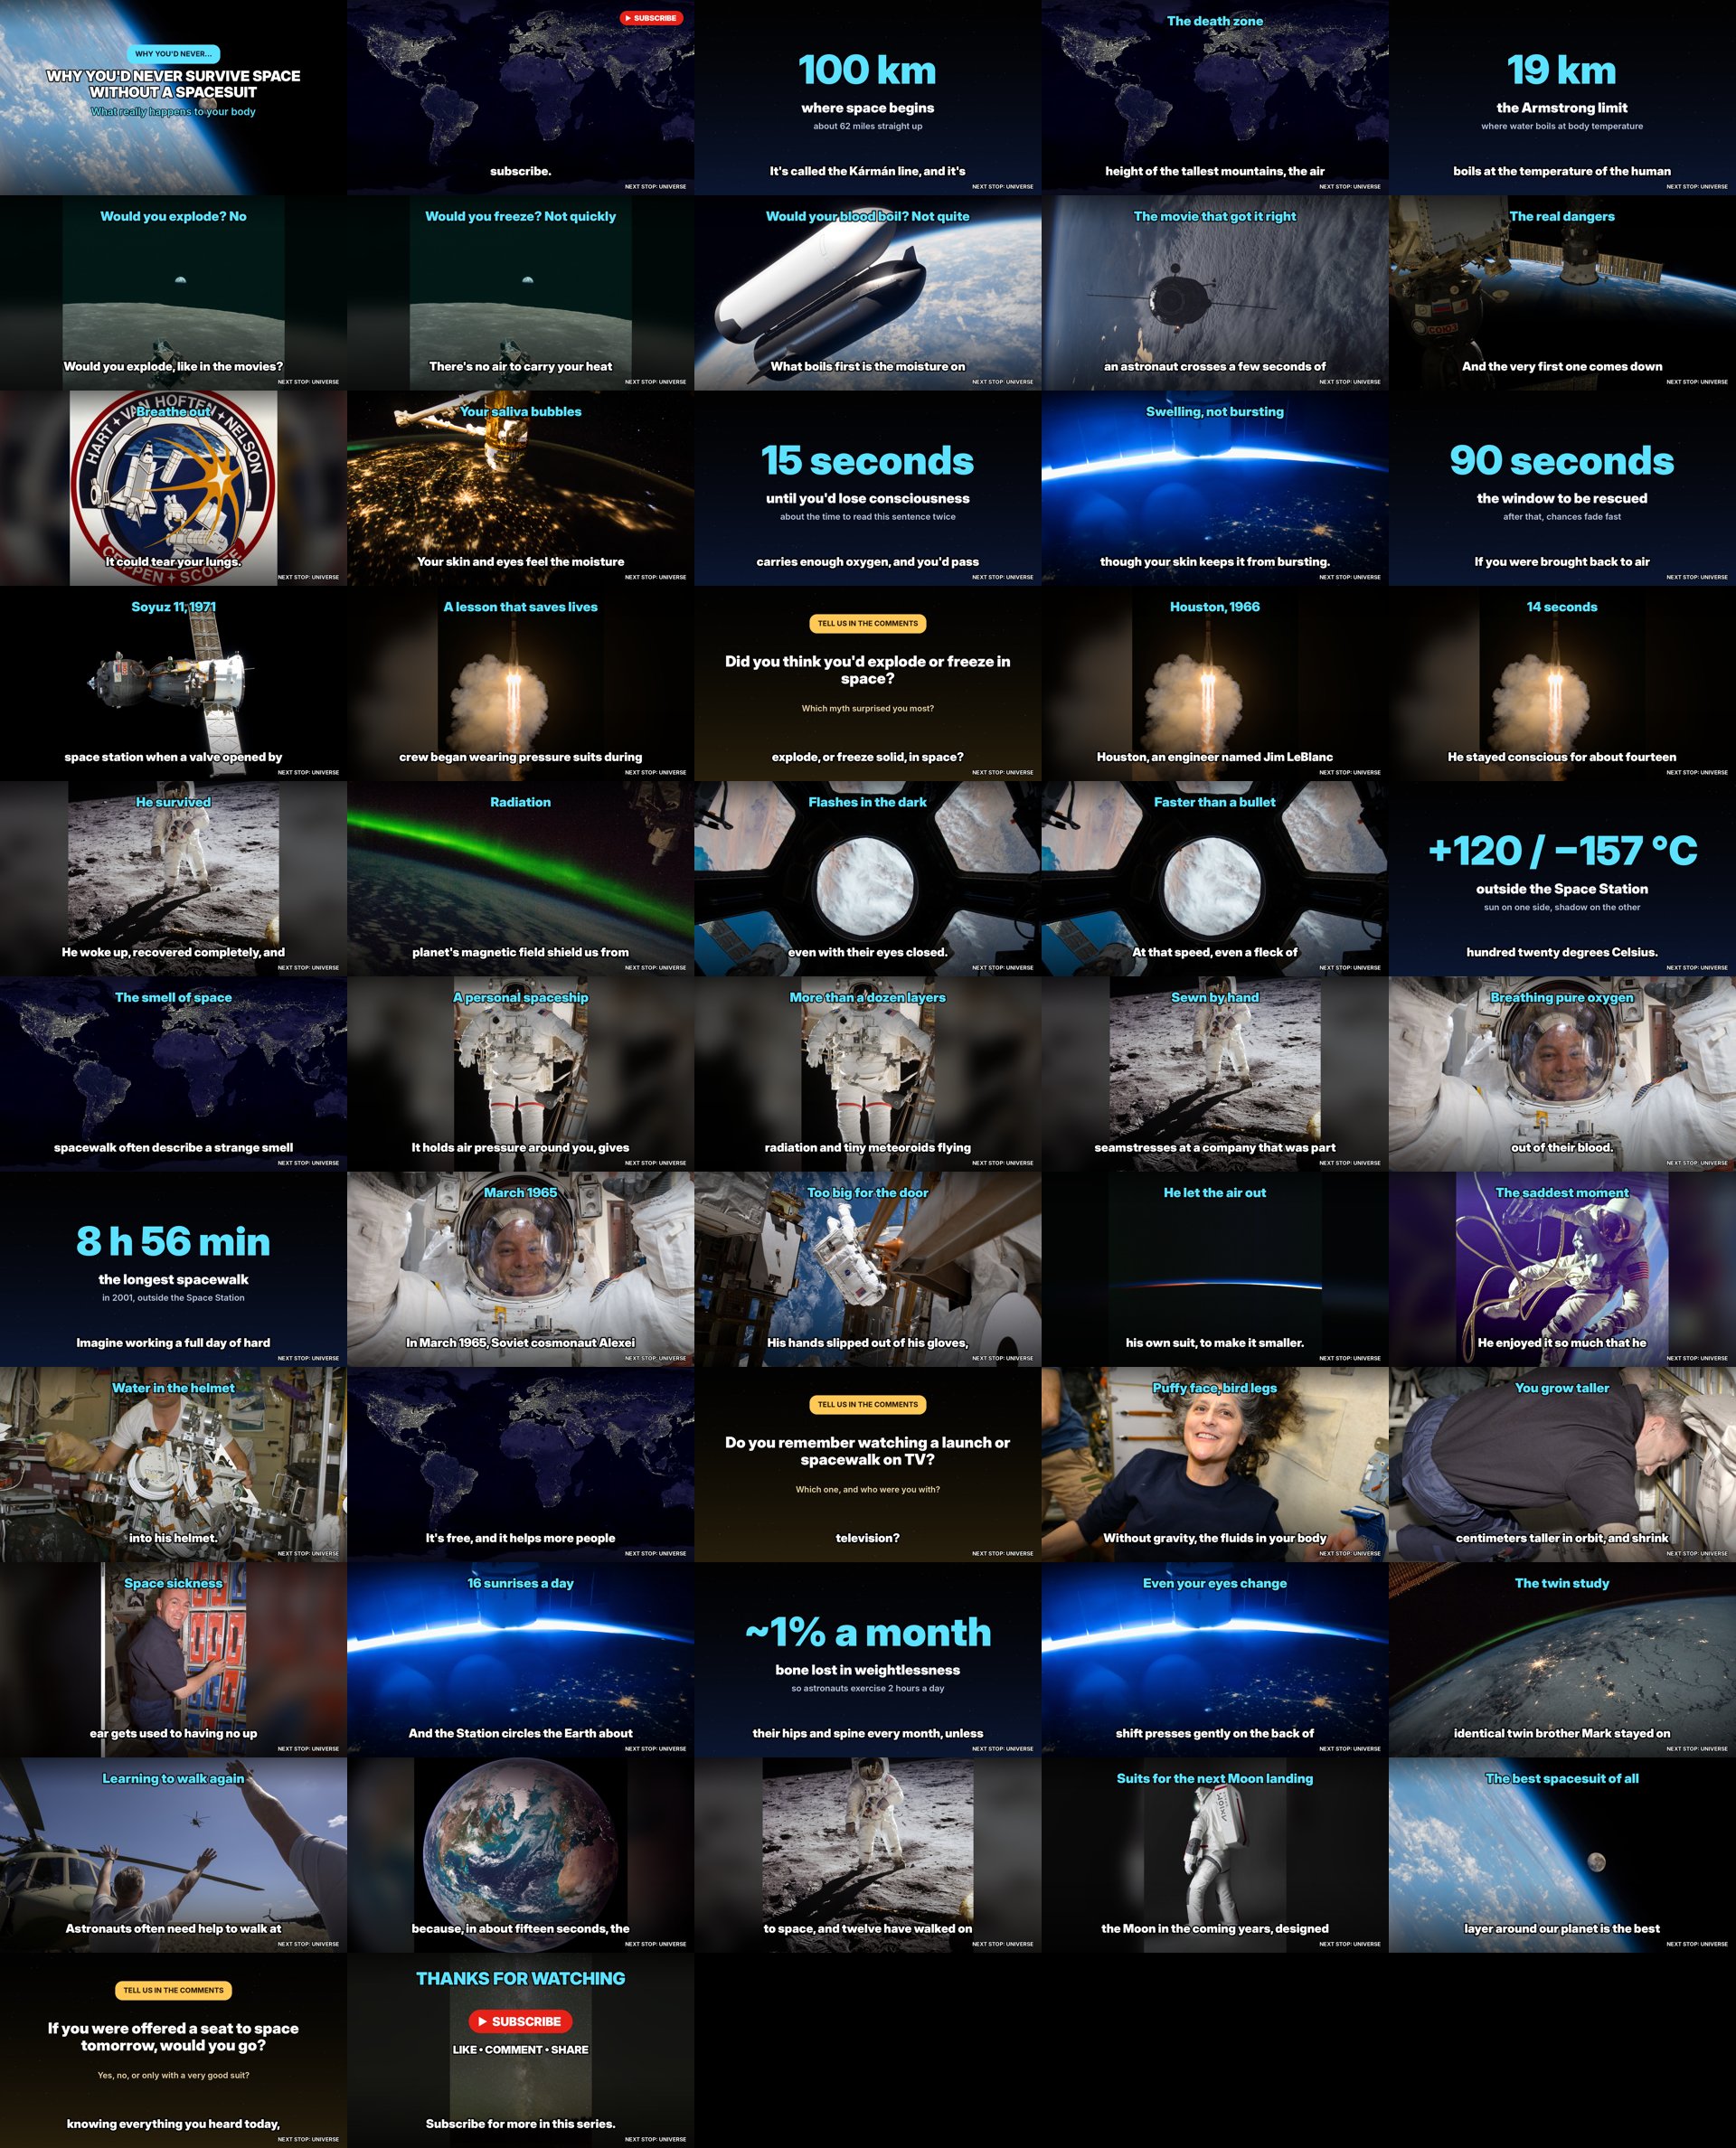 WHY YOU'D NEVER...
WHY YOU'D NEVER SURVIVE SPACE
WITHOUT A SPACESUIT
What really happens to your body
SUBSCRIBE
subscribe.
NEXT STOP: UNIVERSE
100 km
where space begins
about 62 miles straight up
It's called the Kármán line, and it's
NEXT STOP: UNIVERSE
The death zone
height of the tallest mountains, the air
NEXT STOP: UNIVERSE
19 km
the Armstrong limit
where water boils at body temperature
boils at the temperature of the human
NEXT STOP: UNIVERSE
Would you explode? No
Would you explode, like in the movies?
NEXT STOP: UNIVERSE
Would you freeze? Not quickly
There's no air to carry your heat
NEXT STOP: UNIVERSE
Would your blood boil? Not quite
What boils first is the moisture on
NEXT STOP: UNIVERSE
The movie that got it right
an astronaut crosses a few seconds of
NEXT STOP: UNIVERSE
The real dangers
And the very first one comes down
NEXT STOP: UNIVERSE
Breathe out
HART VAN HOFTEN NELSON
It could tear your lungs.
NEXT STOP: UNIVERSE
Your saliva bubbles
Your skin and eyes feel the moisture
NEXT STOP: UNIVERSE
15 seconds
until you'd lose consciousness
about the time to read this sentence twice
carries enough oxygen, and you'd pass
NEXT STOP: UNIVERSE
Swelling, not bursting
though your skin keeps it from bursting.
NEXT STOP: UNIVERSE
90 seconds
the window to be rescued
after that, chances fade fast
If you were brought back to air
NEXT STOP: UNIVERSE
Soyuz 11, 1971
space station when a valve opened by
NEXT STOP: UNIVERSE
A lesson that saves lives
crew began wearing pressure suits during
NEXT STOP: UNIVERSE
TELL US IN THE COMMENTS
Did you think you'd explode or freeze in
space?
Which myth surprised you most?
explode, or freeze solid, in space?
NEXT STOP: UNIVERSE
Houston, 1966
Houston, an engineer named Jim LeBlanc
NEXT STOP: UNIVERSE
14 seconds
He stayed conscious for about fourteen
NEXT STOP: UNIVERSE
He survived
He woke up, recovered completely, and
NEXT STOP: UNIVERSE
Radiation
planet's magnetic field shield us from
NEXT STOP: UNIVERSE
Flashes in the dark
even with their eyes closed.
NEXT STOP: UNIVERSE
Faster than a bullet
At that speed, even a fleck of
NEXT STOP: UNIVERSE
+120 / −157 °C
outside the Space Station
sun on one side, shadow on the other
hundred twenty degrees Celsius.
NEXT STOP: UNIVERSE
The smell of space
spacewalk often describe a strange smell
NEXT STOP: UNIVERSE
A personal spaceship
It holds air pressure around you, gives
NEXT STOP: UNIVERSE
More than a dozen layers
radiation and tiny meteoroids flying
NEXT STOP: UNIVERSE
Sewn by hand
seamstresses at a company that was part
NEXT STOP: UNIVERSE
Breathing pure oxygen
out of their blood.
NEXT STOP: UNIVERSE
8 h 56 min
the longest spacewalk
in 2001, outside the Space Station
Imagine working a full day of hard
NEXT STOP: UNIVERSE
March 1965
In March 1965, Soviet cosmonaut Alexei
NEXT STOP: UNIVERSE
Too big for the door
His hands slipped out of his gloves,
NEXT STOP: UNIVERSE
He let the air out
his own suit, to make it smaller.
NEXT STOP: UNIVERSE
The saddest moment
He enjoyed it so much that he
NEXT STOP: UNIVERSE
Water in the helmet
into his helmet.
NEXT STOP: UNIVERSE
It's free, and it helps more people
NEXT STOP: UNIVERSE
TELL US IN THE COMMENTS
Do you remember watching a launch or
spacewalk on TV?
Which one, and who were you with?
television?
NEXT STOP: UNIVERSE
Puffy face, bird legs
Without gravity, the fluids in your body
NEXT STOP: UNIVERSE
You grow taller
centimeters taller in orbit, and shrink
NEXT STOP: UNIVERSE
Space sickness
ear gets used to having no up
NEXT STOP: UNIVERSE
16 sunrises a day
And the Station circles the Earth about
NEXT STOP: UNIVERSE
~1% a month
bone lost in weightlessness
so astronauts exercise 2 hours a day
their hips and spine every month, unless
NEXT STOP: UNIVERSE
Even your eyes change
shift presses gently on the back of
NEXT STOP: UNIVERSE
The twin study
identical twin brother Mark stayed on
NEXT STOP: UNIVERSE
Learning to walk again
Astronauts often need help to walk at
NEXT STOP: UNIVERSE
because, in about fifteen seconds, the
NEXT STOP: UNIVERSE
to space, and twelve have walked on
NEXT STOP: UNIVERSE
Suits for the next Moon landing
the Moon in the coming years, designed
NEXT STOP: UNIVERSE
The best spacesuit of all
layer around our planet is the best
NEXT STOP: UNIVERSE
TELL US IN THE COMMENTS
If you were offered a seat to space
tomorrow, would you go?
Yes, no, or only with a very good suit?
knowing everything you heard today,
NEXT STOP: UNIVERSE
THANKS FOR WATCHING
SUBSCRIBE
LIKE • COMMENT • SHARE
Subscribe for more in this series.
NEXT STOP: UNIVERSE